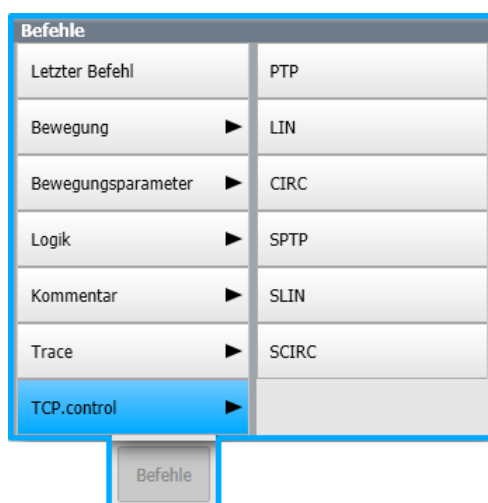 Befehle
Letzter Befehl
PTP
Bewegung
LIN
Bewegungsparameter
CIRC
Logik
SPTP
Kommentar
SLIN
Trace
SCIRC
TCP.control
Befehle